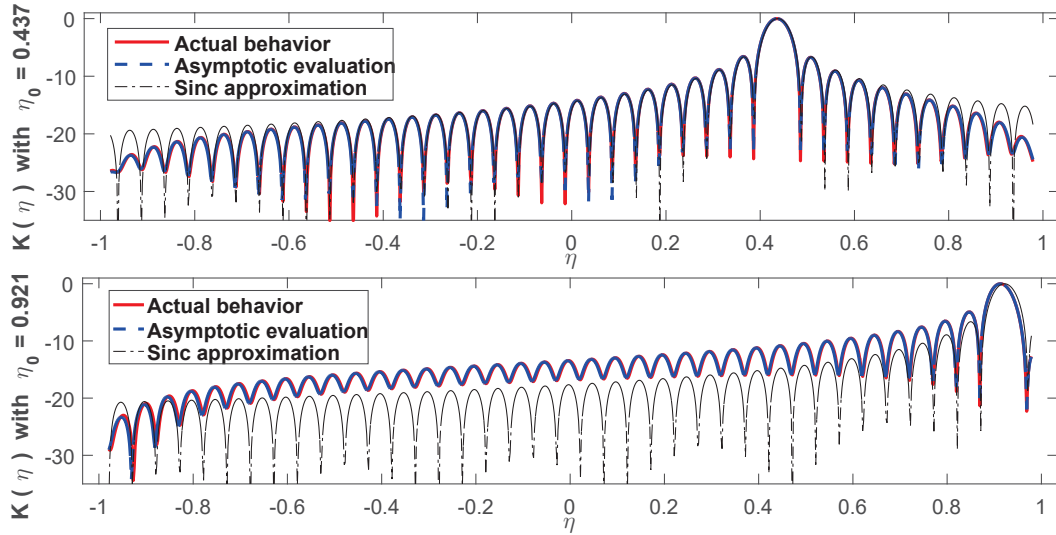 K ( η ) with η0 = 0.437
0
-10
-20
-30
Actual behavior
Asymptotic evaluation
Sinc approximation
-1 -0.8 -0.6 -0.4 -0.2 0 0.2 0.4 0.6 0.8 1
η
K ( η ) with η0 = 0.921
0
-10
-20
-30
Actual behavior
Asymptotic evaluation
Sinc approximation
-1 -0.8 -0.6 -0.4 -0.2 0 0.2 0.4 0.6 0.8 1
η